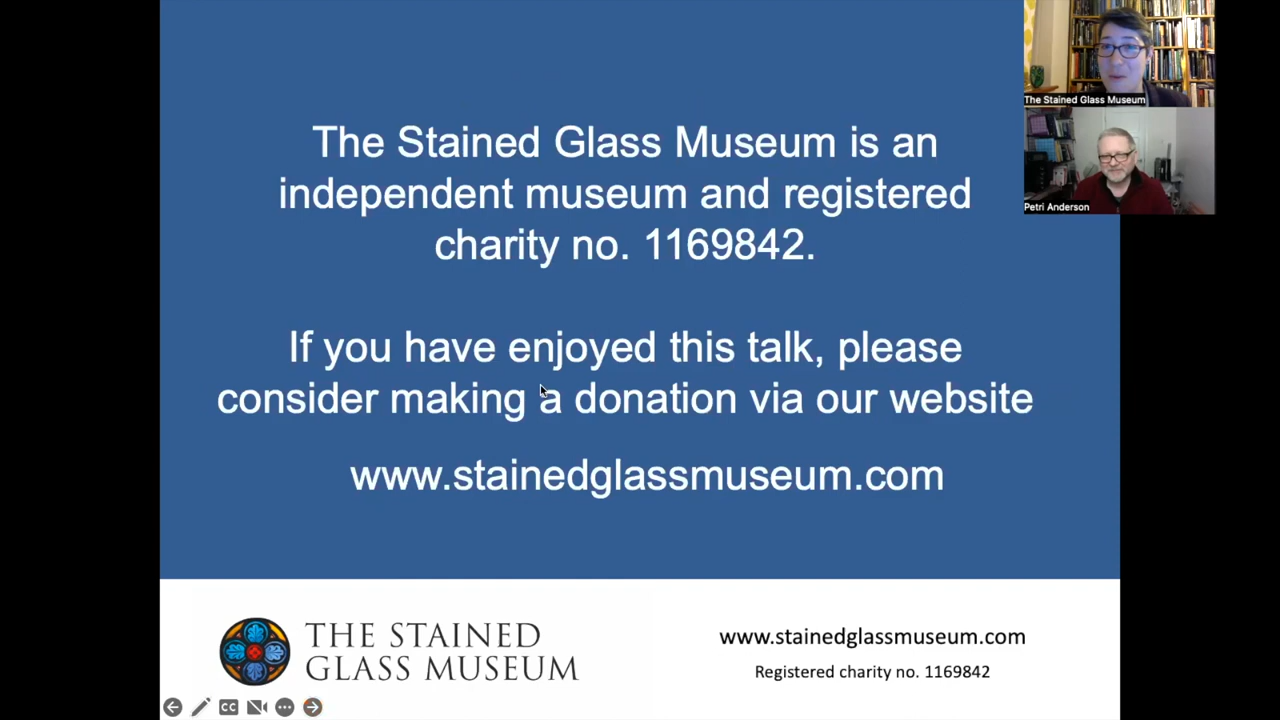 The Stained Glass Museum is an
independent museum and registered
charity no. 1169842.
If you have enjoyed this talk, please
consider making a donation via our website
www.stainedglassmuseum.com
THE STAINED
GLASS MUSEUM
www.stainedglassmuseum.com
Registered charity no. 1169842
The Stained Glass Museum
Petri Anderson
CC